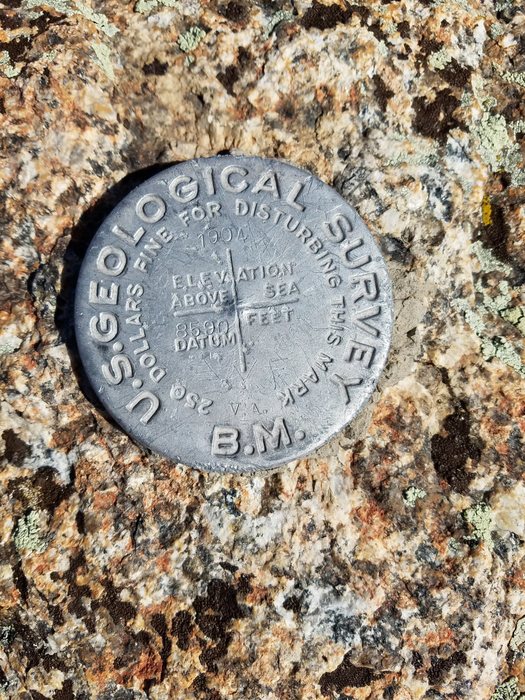 U.S. GEOLOGICAL SURVEY
250 DOLLARS FINE FOR DISTURBING THIS MARK
1904
ELEVATION
ABOVE SEA
8590 FEET
DATUM
V.A.
B.M.